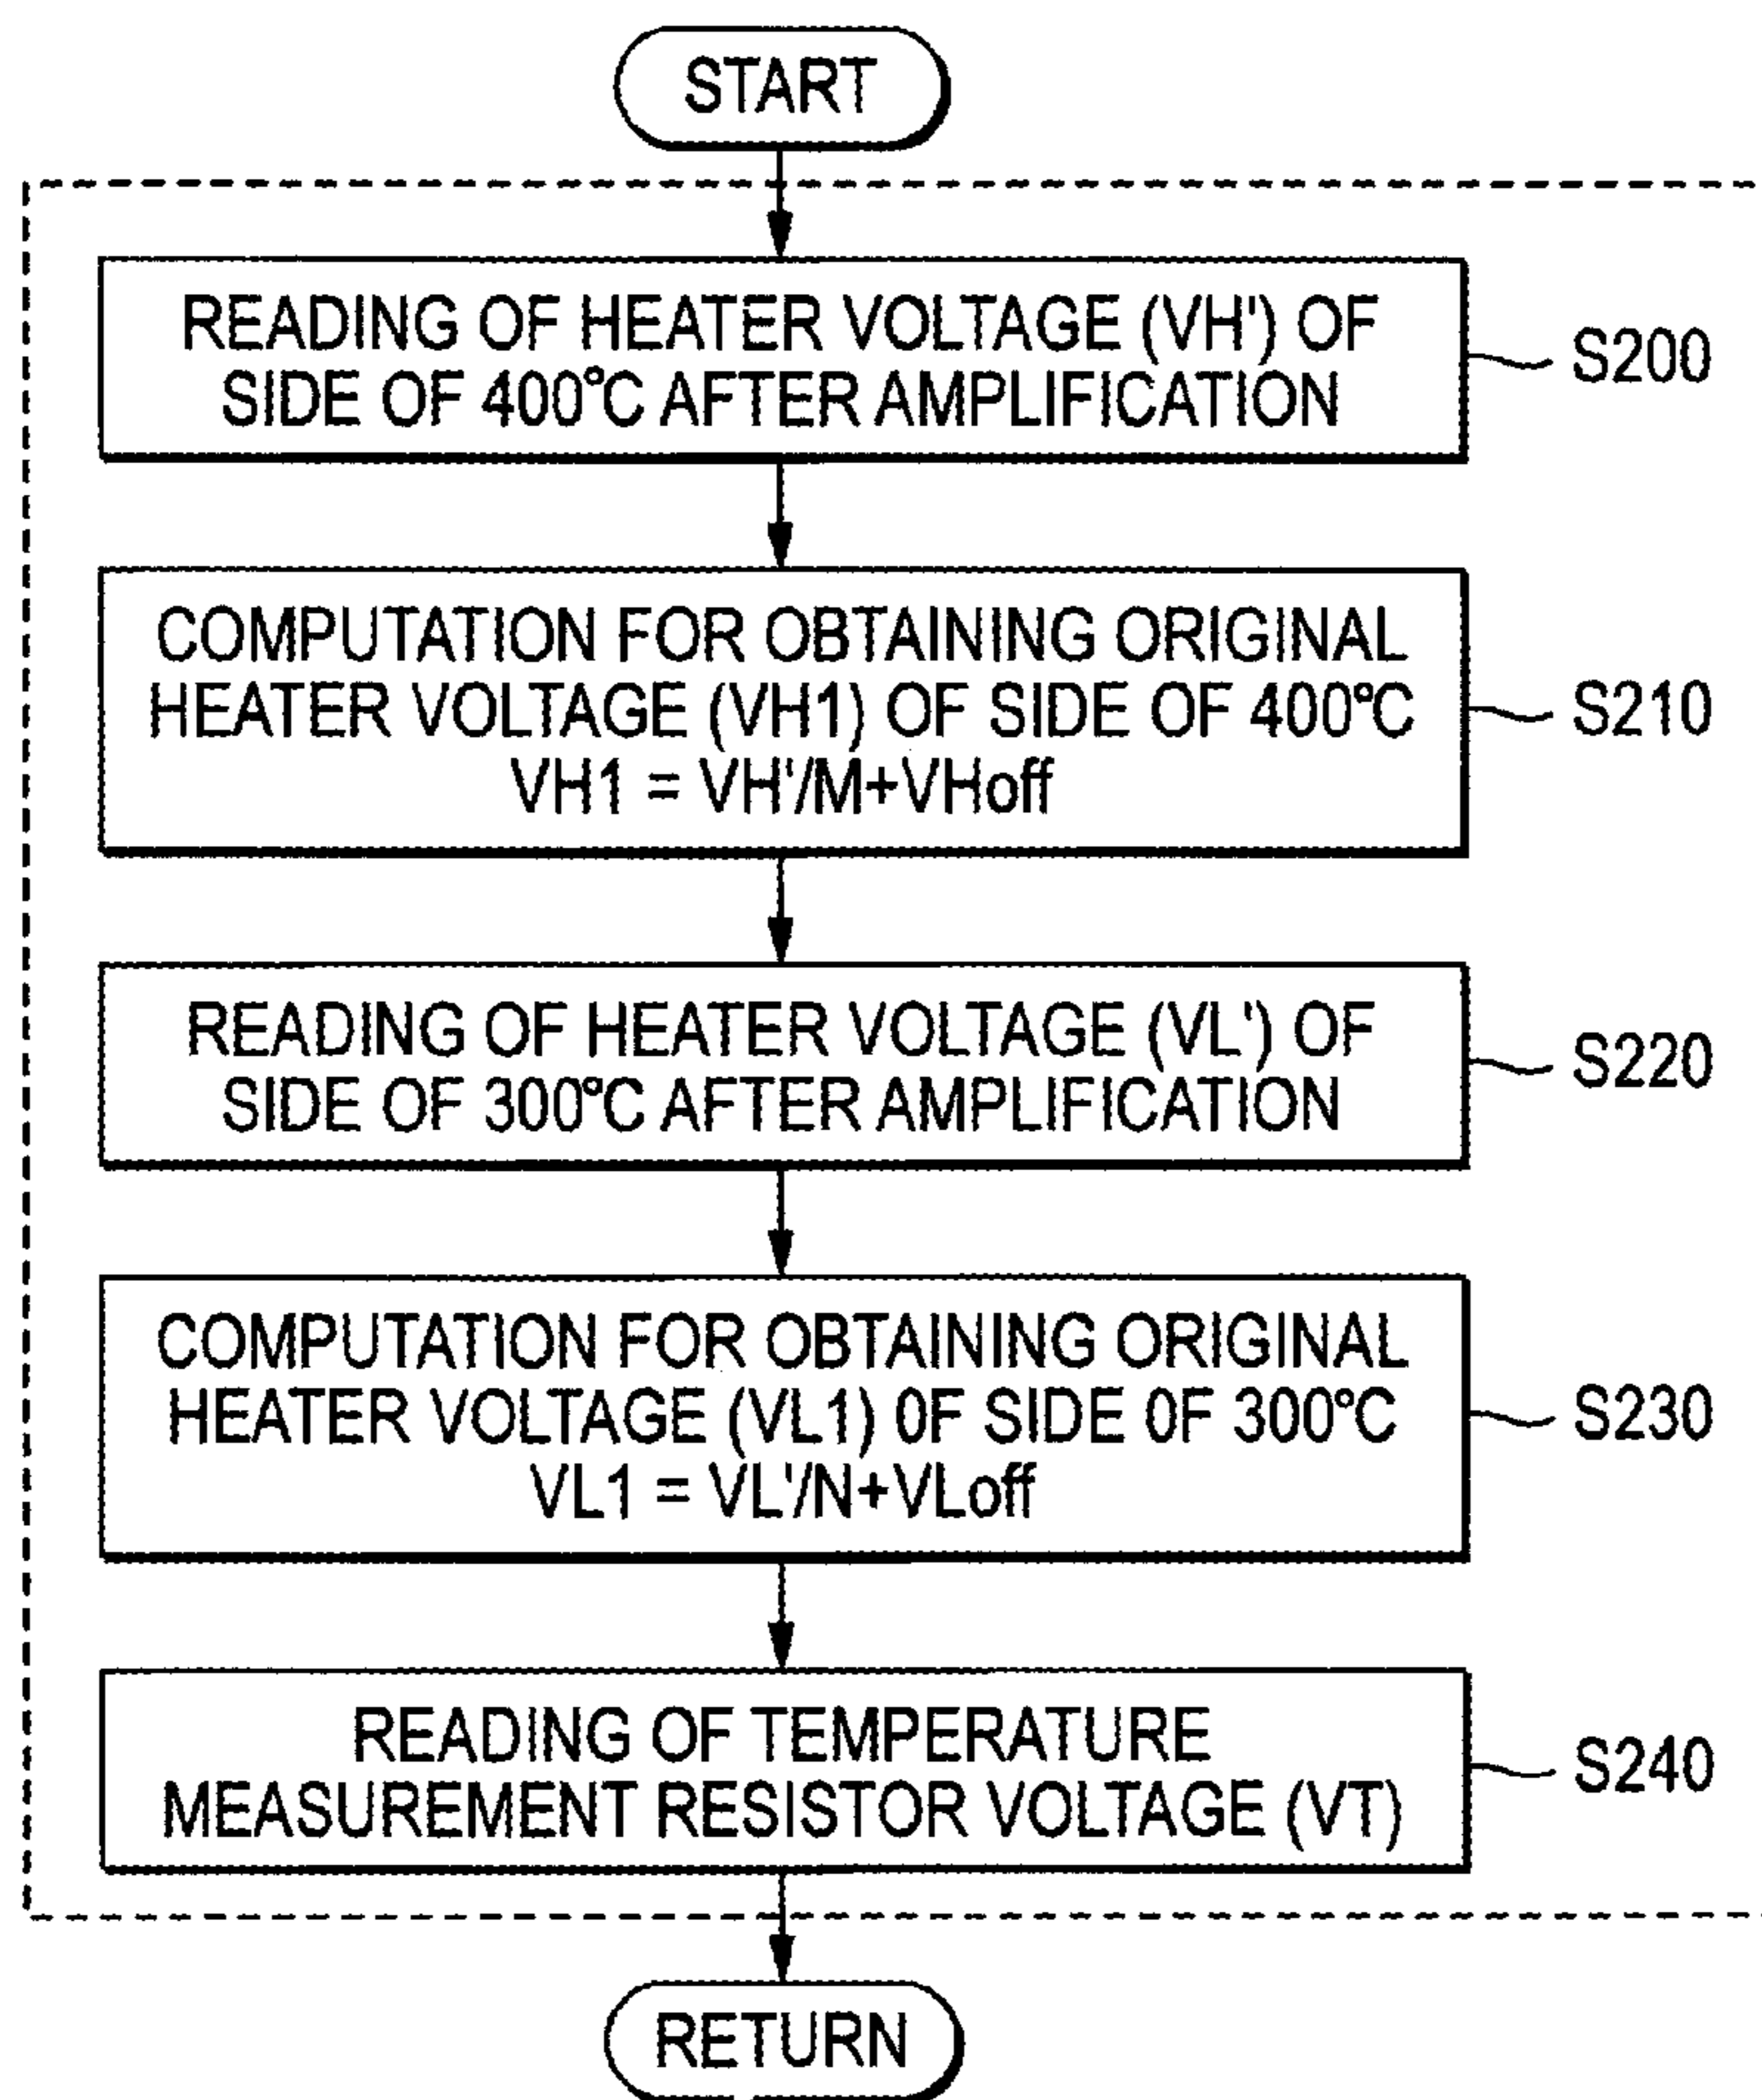 START
READING OF HEATER VOLTAGE (VH') OF
SIDE OF 400°C AFTER AMPLIFICATION
S200
COMPUTATION FOR OBTAINING ORIGINAL
HEATER VOLTAGE (VH1) OF SIDE OF 400°C
VH1 = VH'/M+VHoff
S210
READING OF HEATER VOLTAGE (VL') OF
SIDE OF 300°C AFTER AMPLIFICATION
S220
COMPUTATION FOR OBTAINING ORIGINAL
HEATER VOLTAGE (VL1) 0F SIDE 0F 300°C
VL1 = VL'/N+VLoff
S230
READING OF TEMPERATURE
MEASUREMENT RESISTOR VOLTAGE (VT)
S240
RETURN